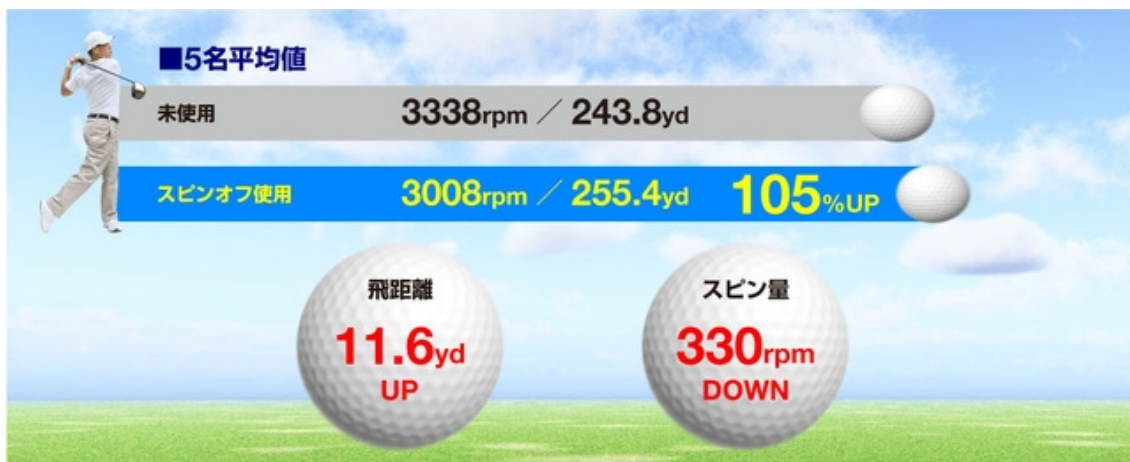 ■5名平均値
未使用 3338rpm／243.8yd
スピンオフ使用 3008rpm／255.4yd 105%UP
飛距離
11.6yd
UP
スピン量
330rpm
DOWN